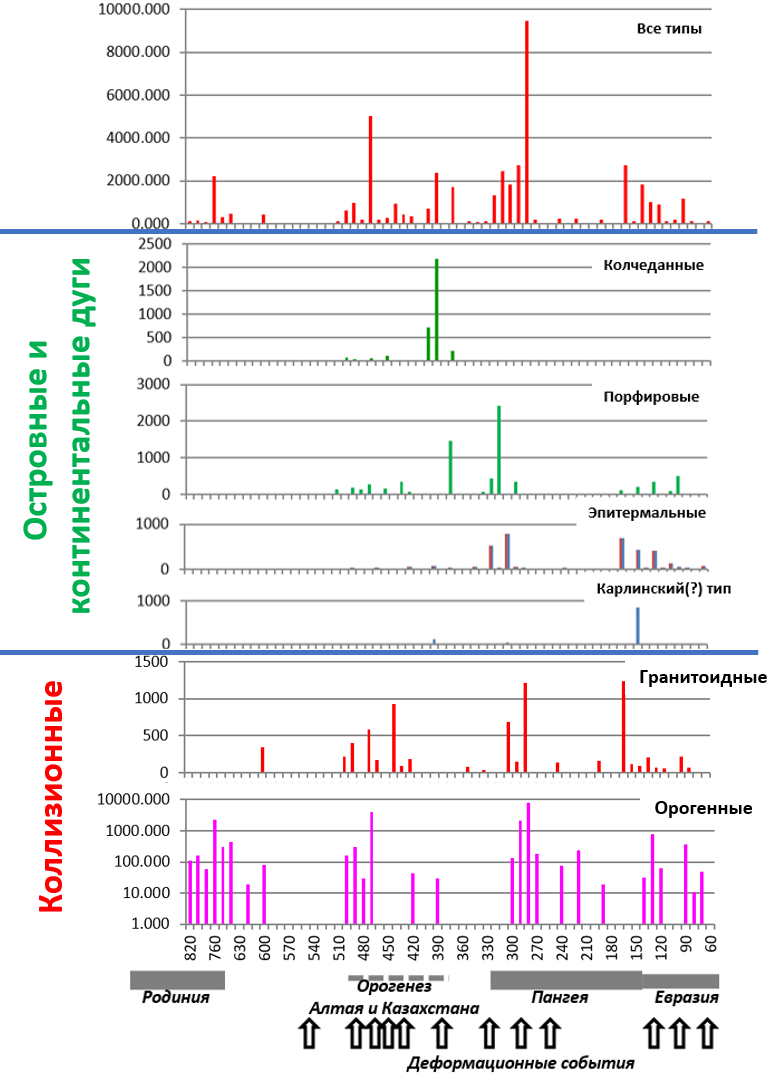 10000.000
8000.000
6000.000
4000.000
2000.000
0.000
Все типы
Островные и
континентальные дуги
2500
2000
1500
1000
500
0
Колчеданные
3000
2000
1000
0
Порфировые
1000
0
Эпитермальные
1000
0
Карлинский(?) тип
Коллизионные
1500
1000
500
0
Гранитоидные
10000.000
1000.000
100.000
10.000
1.000
Орогенные
820 760 630 600 570 540 510 480 450 420 390 360 330 300 270 240 210 180 150 120 90 60
Родиния
Орогенез
Алтая и Казахстана
Пангея
Евразия
Деформационные события